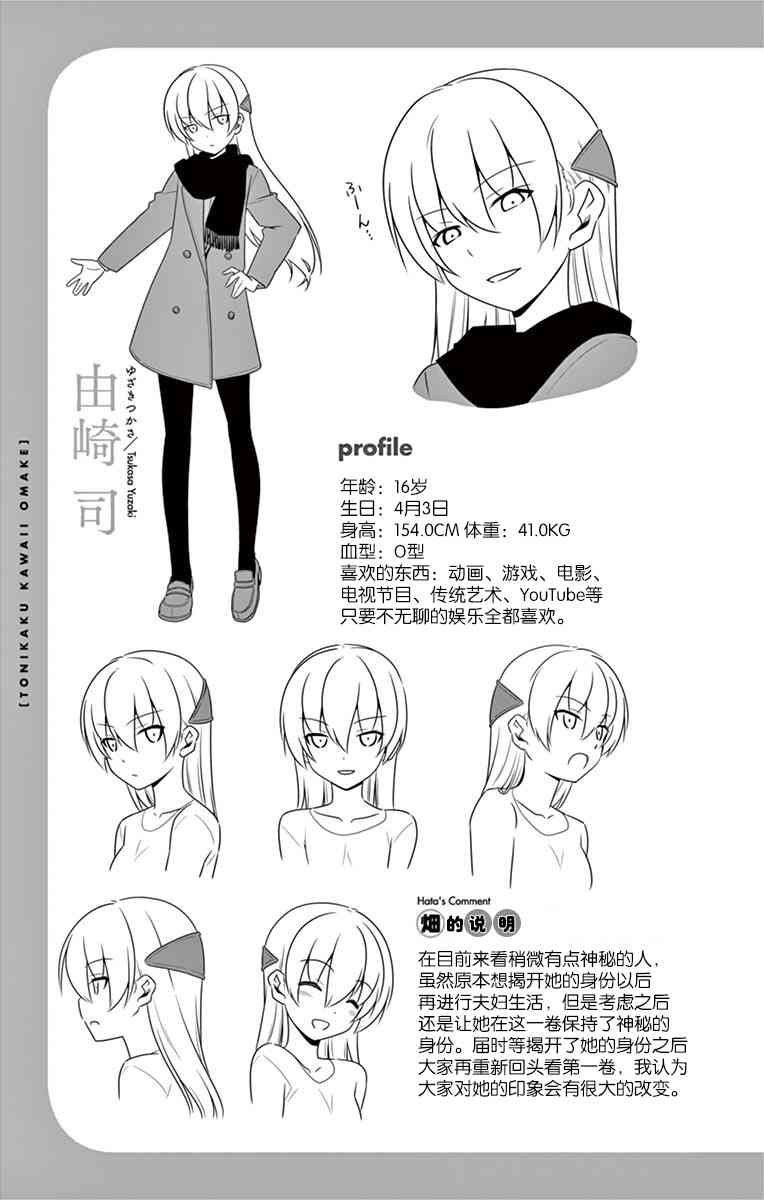 ふーん…
由崎 司
ゆざきつかさ/Tsukasa Yuzaki
[TONIKAKU KAWAII OMAKE]
profile
年龄：16岁
生日：4月3日
身高：154.0CM 体重：41.0KG
血型：O型
喜欢的东西：动画、游戏、电影、
电视节目、传统艺术、YouTube等
只要不无聊的娱乐全都喜欢。
Hata's Comment
畑的说明
在目前来看稍微有点神秘的人，
虽然原本想揭开她的身份以后
再进行夫妇生活，但是考虑之后
还是让她在这一卷保持了神秘的
身份。届时等揭开了她的身份之后
大家再重新回头看第一卷，我认为
大家对她的印象会有很大的改变。